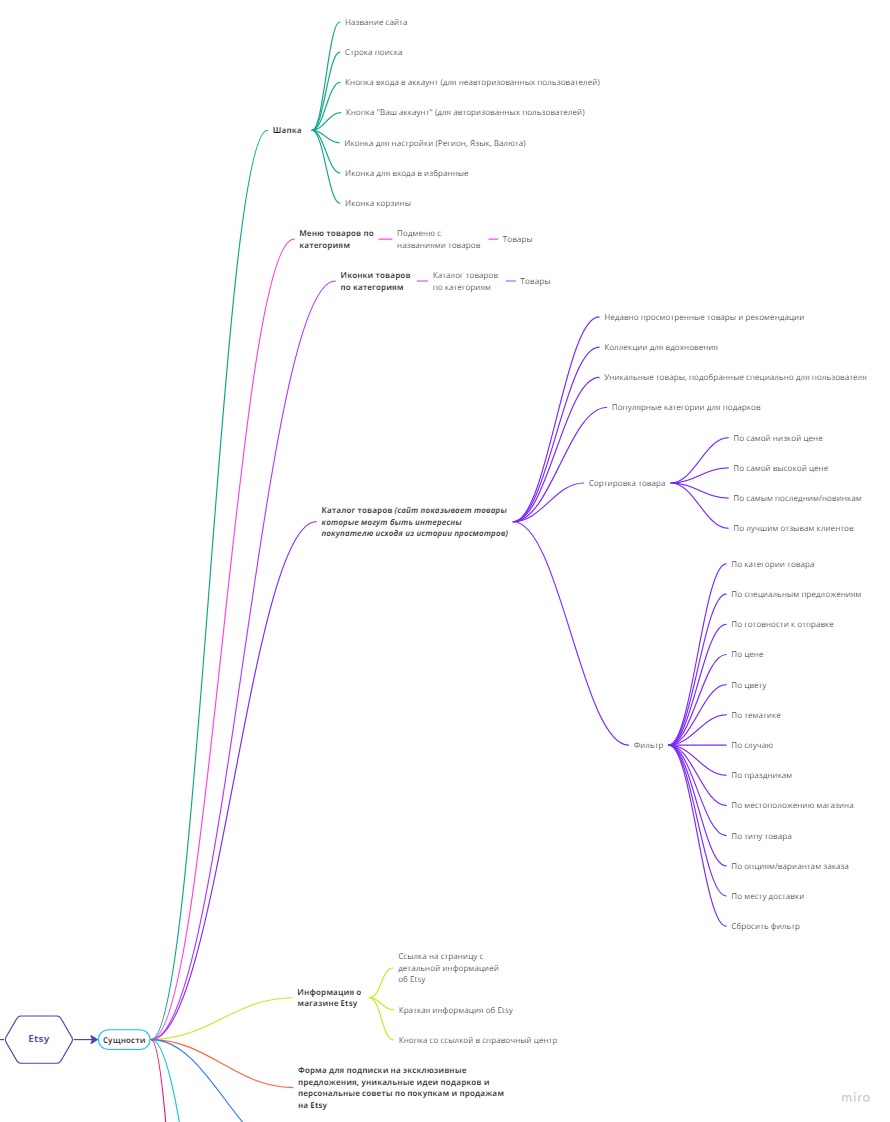 Название сайта
Строка поиска
Кнопка входа в аккаунт (для неавторизованных пользователей)
Кнопка "Ваш аккаунт" (для авторизованных пользователей)
Шапка
Иконка для настройки (Регион, Язык, Валюта)
Иконка для входа в избранные
Иконка корзины
Меню товаров по
категориям
Подменю с
названиями товаров
Товары
Иконки товаров
по категориям
Каталог товаров
по категориям
Товары
Недавно просмотренные товары и рекомендации
Коллекции для вдохновения
Уникальные товары, подобранные специально для пользователя
Популярные категории для подарков
По самой низкой цене
По самой высокой цене
Сортировка товара
По самым последним/новинкам
По лучшим отзывам клиентов
Каталог товаров (сайт показывает товары
которые могут быть интересны
покупателю исходя из истории просмотров)
По категории товара
По специальным предложениям
По готовности к отправке
По цене
По цвету
По тематике
Фильтр
По случаю
По праздникам
По местоположению магазина
По типу товара
По опциям/вариантам заказа
По месту доставки
Сбросить фильтр
Ссылка на страницу с
детальной информацией
об Etsy
Информация о
магазине Etsy
Краткая информация об Etsy
Кнопка со ссылкой в справочный центр
Etsy
Сущности
Форма для подписки на эксклюзивные
предложения, уникальные идеи подарков и
персональные советы по покупкам и продажам
на Etsy
miro